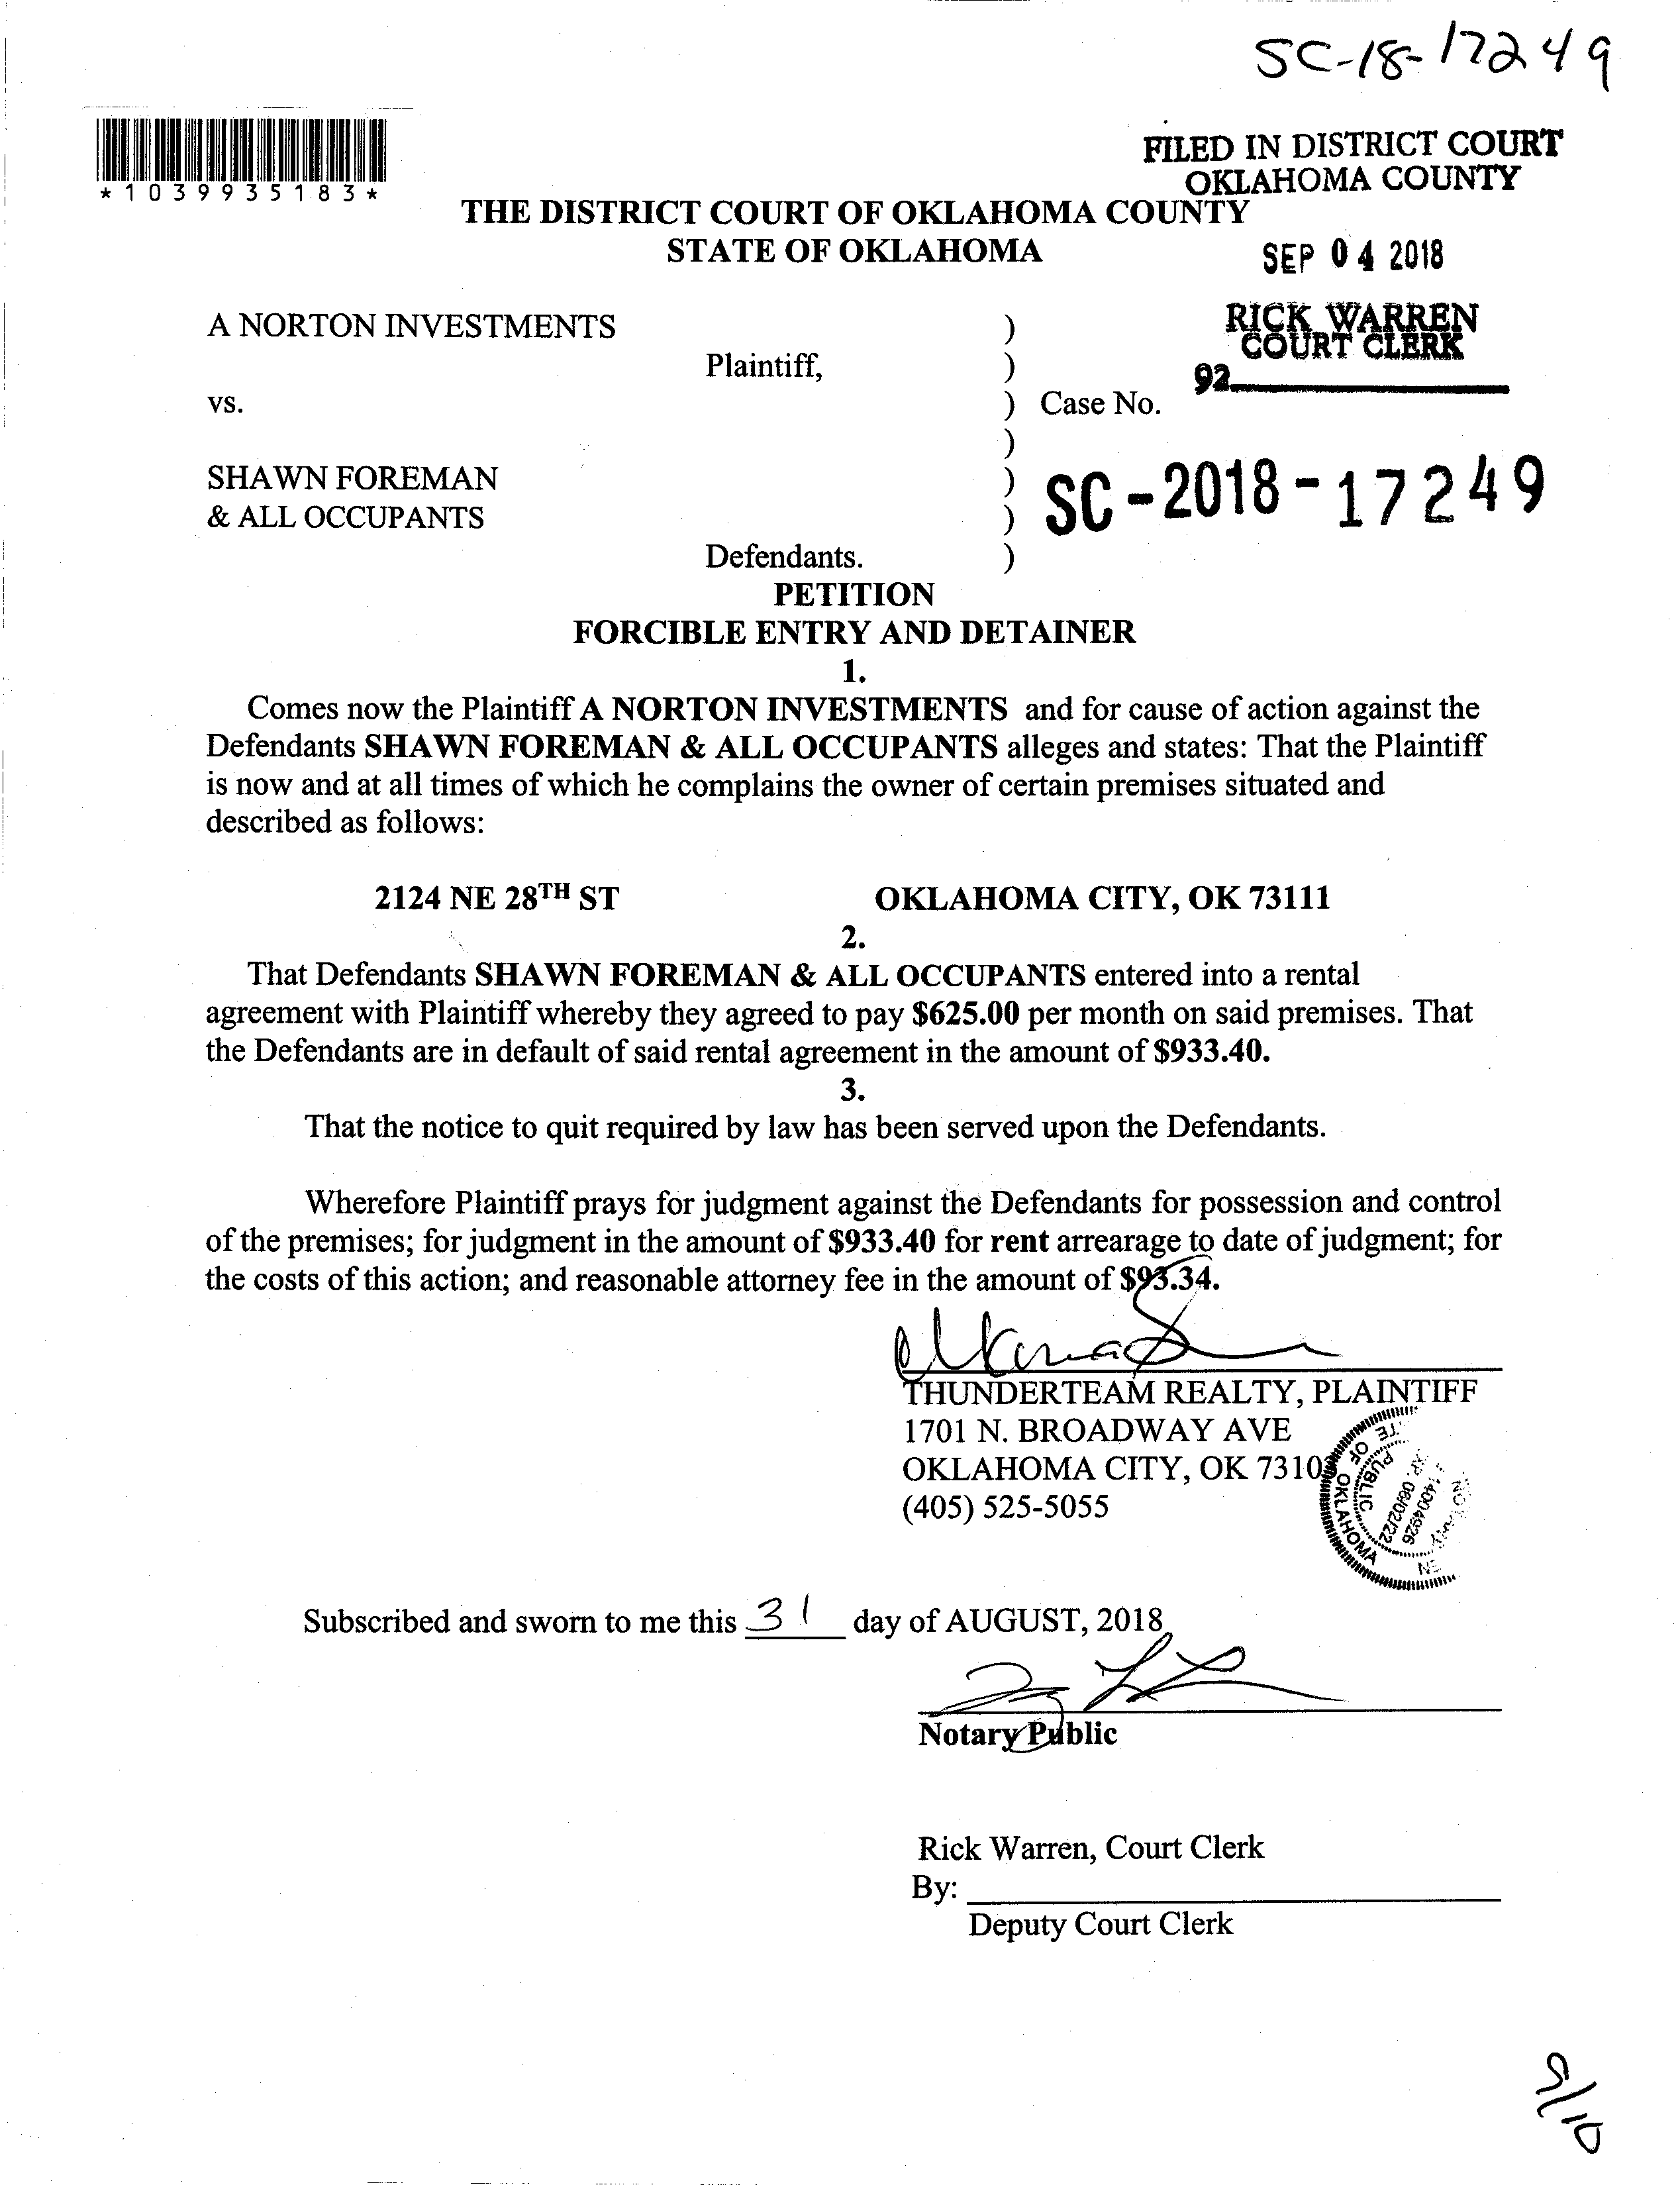 SC-18-17249
*1039935183*
FILED IN DISTRICT COURT
OKLAHOMA COUNTY
THE DISTRICT COURT OF OKLAHOMA COUNTY
STATE OF OKLAHOMA
SEP 04 2018
A NORTON INVESTMENTS )
Plaintiff, )
RICK WARREN
COURT CLERK
92
vs. ) Case No.
)
SHAWN FOREMAN )
& ALL OCCUPANTS )
SC-2018-17249
Defendants. )
PETITION
FORCIBLE ENTRY AND DETAINER
1.
Comes now the Plaintiff A NORTON INVESTMENTS and for cause of action against the
Defendants SHAWN FOREMAN & ALL OCCUPANTS alleges and states: That the Plaintiff
is now and at all times of which he complains the owner of certain premises situated and
described as follows:
2124 NE 28TH ST OKLAHOMA CITY, OK 73111
2.
That Defendants SHAWN FOREMAN & ALL OCCUPANTS entered into a rental
agreement with Plaintiff whereby they agreed to pay $625.00 per month on said premises. That
the Defendants are in default of said rental agreement in the amount of $933.40.
3.
That the notice to quit required by law has been served upon the Defendants.
Wherefore Plaintiff prays for judgment against the Defendants for possession and control
of the premises; for judgment in the amount of $933.40 for rent arrearage to date of judgment; for
the costs of this action; and reasonable attorney fee in the amount of $93.34.
THUNDERTEAM REALTY, PLAINTIFF
1701 N. BROADWAY AVE
OKLAHOMA CITY, OK 7310
(405) 525-5055
OF OKLAHOMA
PUBLIC
14004926
06/02/22
Subscribed and sworn to me this 31 day of AUGUST, 2018
Notary Public
Rick Warren, Court Clerk
By:
Deputy Court Clerk
9/10